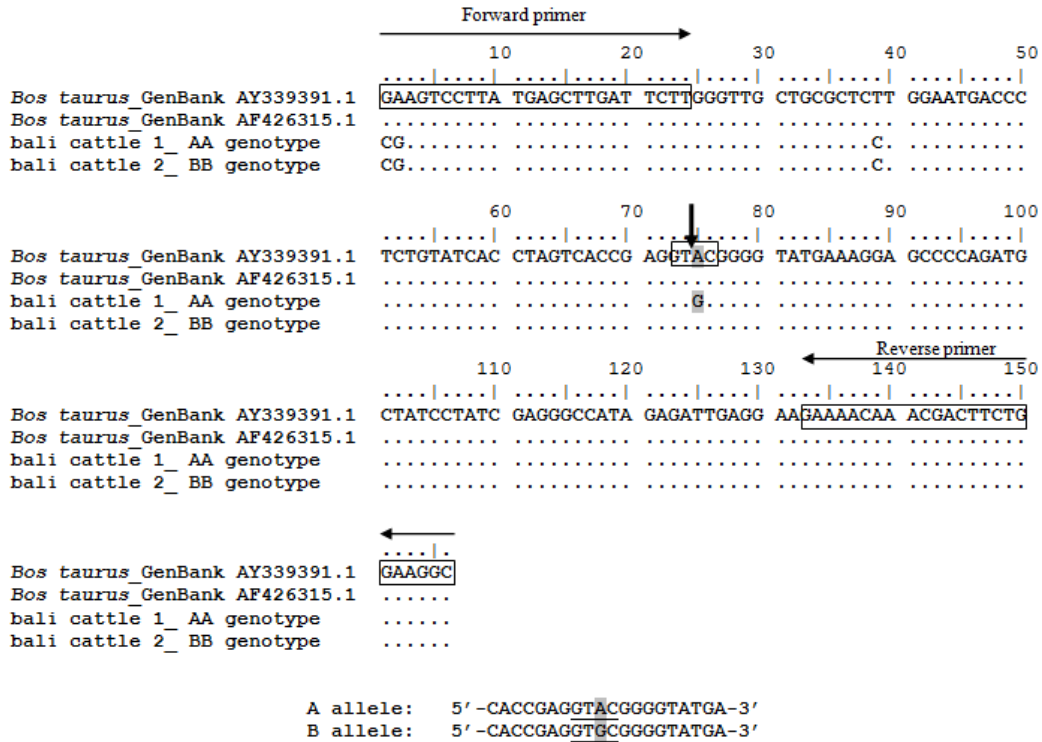 Forward primer
10 20 30 40 50
....|....| ....|....| ....|....| ....|....| ....|....|
Bos taurus_GenBank AY339391.1 GAAGTCCTTA TGAGCTTGAT TCTTGGGTTG CTGCGCTCTT GGAATGACCC
Bos taurus_GenBank AF426315.1 .......... .......... .......... .......... ..........
bali cattle 1_ AA genotype CG........ .......... .......... ........C. ..........
bali cattle 2_ BB genotype CG........ .......... .......... ........C. ..........
60 70 80 90 100
....|....| ....|....| ....|....| ....|....| ....|....|
Bos taurus_GenBank AY339391.1 TCTGTATCAC CTAGTCACCG AGGTACGGGG TATGAAAGGA GCCCCAGATG
Bos taurus_GenBank AF426315.1 .......... .......... .......... .......... ..........
bali cattle 1_ AA genotype .......... .......... ....G..... .......... ..........
bali cattle 2_ BB genotype .......... .......... .......... .......... ..........
Reverse primer
110 120 130 140 150
....|....| ....|....| ....|....| ....|....| ....|....|
Bos taurus_GenBank AY339391.1 CTATCCTATC GAGGGCCATA GAGATTGAGG AAGAAAACAA ACGACTTCTG
Bos taurus_GenBank AF426315.1 .......... .......... .......... .......... ..........
bali cattle 1_ AA genotype .......... .......... .......... .......... ..........
bali cattle 2_ BB genotype .......... .......... .......... .......... ..........
....|.
Bos taurus_GenBank AY339391.1 GAAGGC
Bos taurus_GenBank AF426315.1 ......
bali cattle 1_ AA genotype ......
bali cattle 2_ BB genotype ......
A allele: 5′-CACCGAGGTACGGGGTATGA-3′
B allele: 5′-CACCGAGGTGCGGGGTATGA-3′